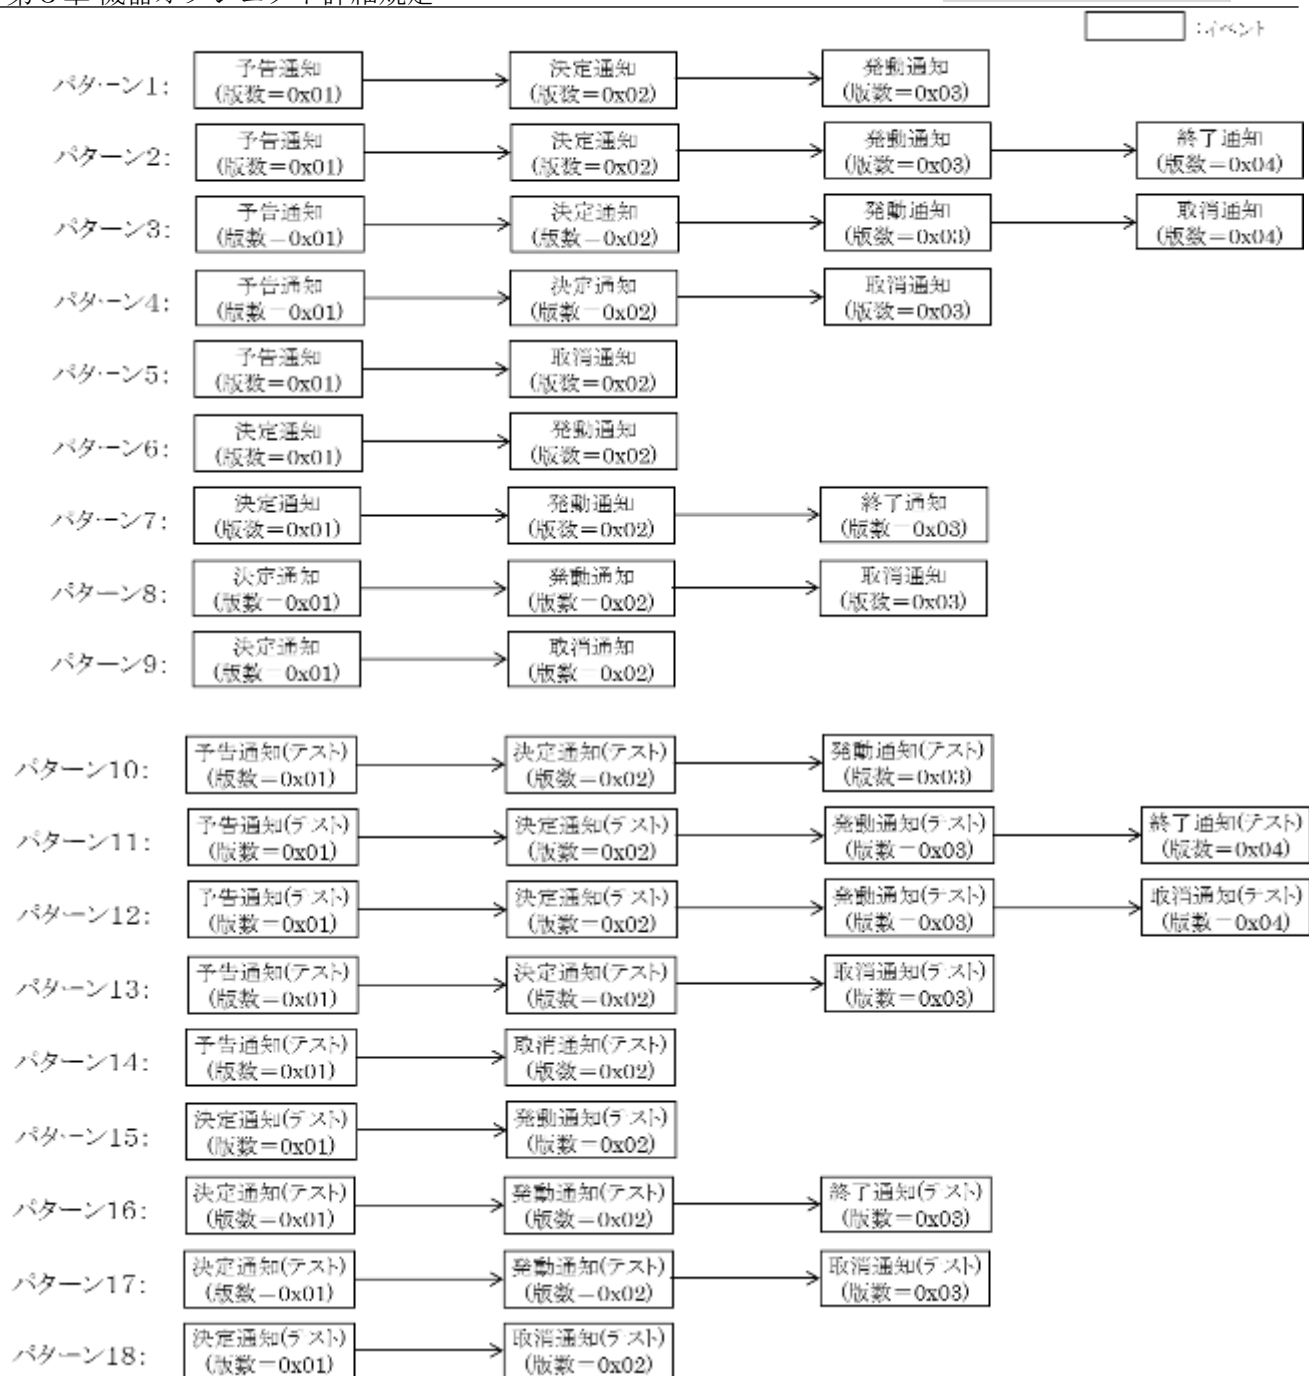 第3章 機器オブジェクト詳細規定
：イベント
パターン1： 予告通知 決定通知 発動通知
(版数＝0x01) (版数＝0x02) (版数＝0x03)
パターン2： 予告通知 決定通知 発動通知 終了通知
(版数＝0x01) (版数＝0x02) (版数＝0x03) (版数＝0x04)
パターン3： 予告通知 決定通知 発動通知 取消通知
(版数＝0x01) (版数＝0x02) (版数＝0x03) (版数＝0x04)
パターン4： 予告通知 決定通知 取消通知
(版数＝0x01) (版数＝0x02) (版数＝0x03)
パターン5： 予告通知 取消通知
(版数＝0x01) (版数＝0x02)
パターン6： 決定通知 発動通知
(版数＝0x01) (版数＝0x02)
パターン7： 決定通知 発動通知 終了通知
(版数＝0x01) (版数＝0x02) (版数＝0x03)
パターン8： 決定通知 発動通知 取消通知
(版数＝0x01) (版数＝0x02) (版数＝0x03)
パターン9： 決定通知 取消通知
(版数＝0x01) (版数＝0x02)
パターン10： 予告通知(テスト) 決定通知(テスト) 発動通知(テスト)
(版数＝0x01) (版数＝0x02) (版数＝0x03)
パターン11： 予告通知(テスト) 決定通知(テスト) 発動通知(テスト) 終了通知(テスト)
(版数＝0x01) (版数＝0x02) (版数＝0x03) (版数＝0x04)
パターン12： 予告通知(テスト) 決定通知(テスト) 発動通知(テスト) 取消通知(テスト)
(版数＝0x01) (版数＝0x02) (版数＝0x03) (版数＝0x04)
パターン13： 予告通知(テスト) 決定通知(テスト) 取消通知(テスト)
(版数＝0x01) (版数＝0x02) (版数＝0x03)
パターン14： 予告通知(テスト) 取消通知(テスト)
(版数＝0x01) (版数＝0x02)
パターン15： 決定通知(テスト) 発動通知(テスト)
(版数＝0x01) (版数＝0x02)
パターン16： 決定通知(テスト) 発動通知(テスト) 終了通知(テスト)
(版数＝0x01) (版数＝0x02) (版数＝0x03)
パターン17： 決定通知(テスト) 発動通知(テスト) 取消通知(テスト)
(版数＝0x01) (版数＝0x02) (版数＝0x03)
パターン18： 決定通知(テスト) 取消通知(テスト)
(版数＝0x01) (版数＝0x02)